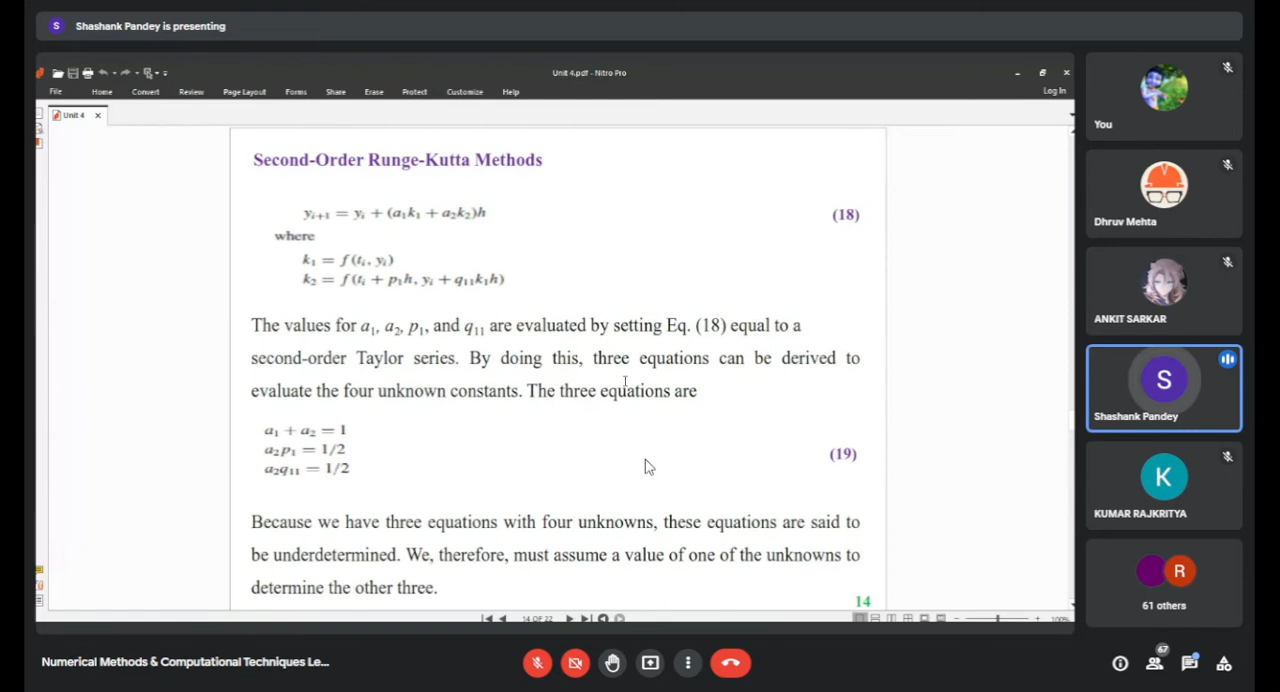 S Shashank Pandey is presenting
Unit 4.pdf - Nitro Pro
File Home Convert Review Page Layout Forms Share Erase Protect Customize Help Log In
Unit 4 ×
Second-Order Runge-Kutta Methods
yᵢ₊₁ = yᵢ + (a₁k₁ + a₂k₂)h (18)
where
k₁ = f(tᵢ, yᵢ)
k₂ = f(tᵢ + p₁h, yᵢ + q₁₁k₁h)
The values for a₁, a₂, p₁, and q₁₁ are evaluated by setting Eq. (18) equal to a
second-order Taylor series. By doing this, three equations can be derived to
evaluate the four unknown constants. The three equations are
a₁ + a₂ = 1
a₂p₁ = 1/2
a₂q₁₁ = 1/2
(19)
Because we have three equations with four unknowns, these equations are said to
be underdetermined. We, therefore, must assume a value of one of the unknowns to
determine the other three.
14
14 OF 22
100%
You
Dhruv Mehta
ANKIT SARKAR
S
Shashank Pandey
K
KUMAR RAJKRITYA
R
61 others
Numerical Methods & Computational Techniques Le...
67